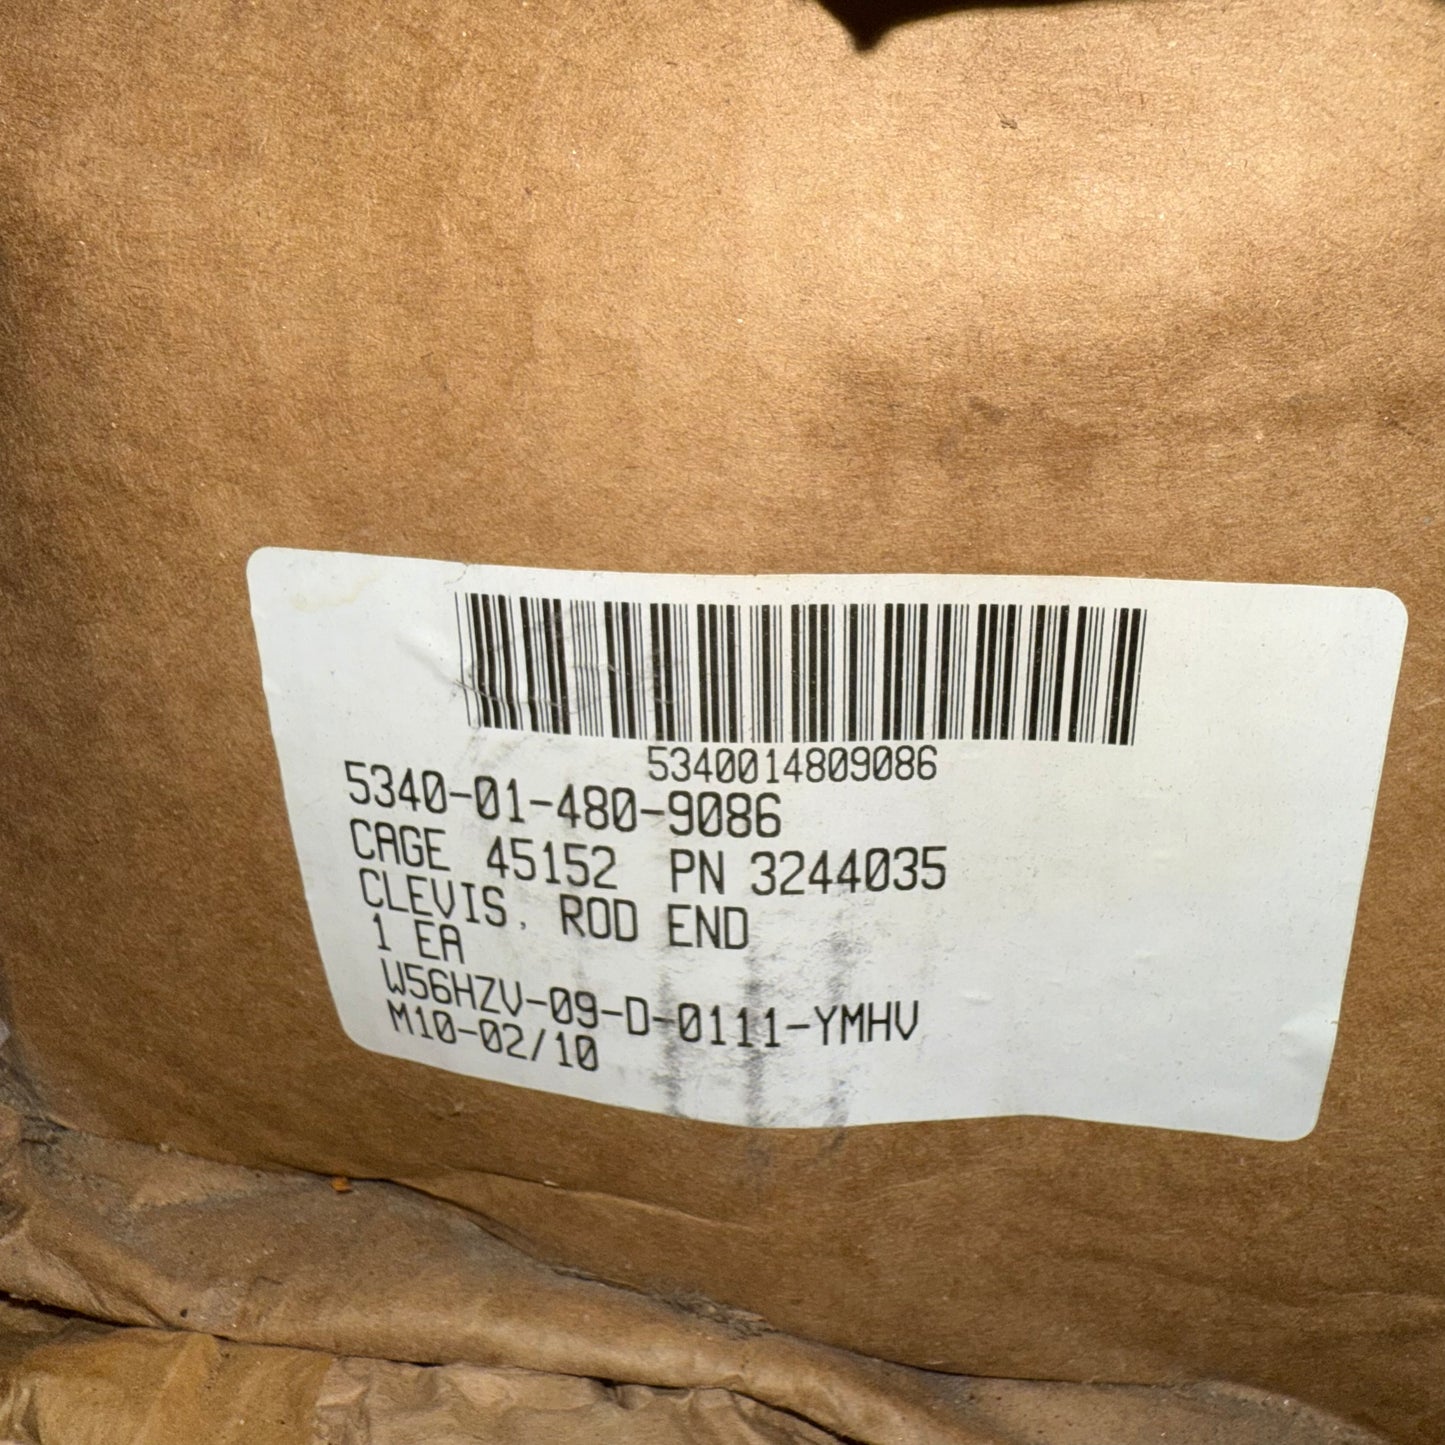 5340014809086
5340-01-480-9086
CAGE 45152 PN 3244035
CLEVIS, ROD END
1 EA
W56HZV-09-D-0111-YMHV
M10-02/10